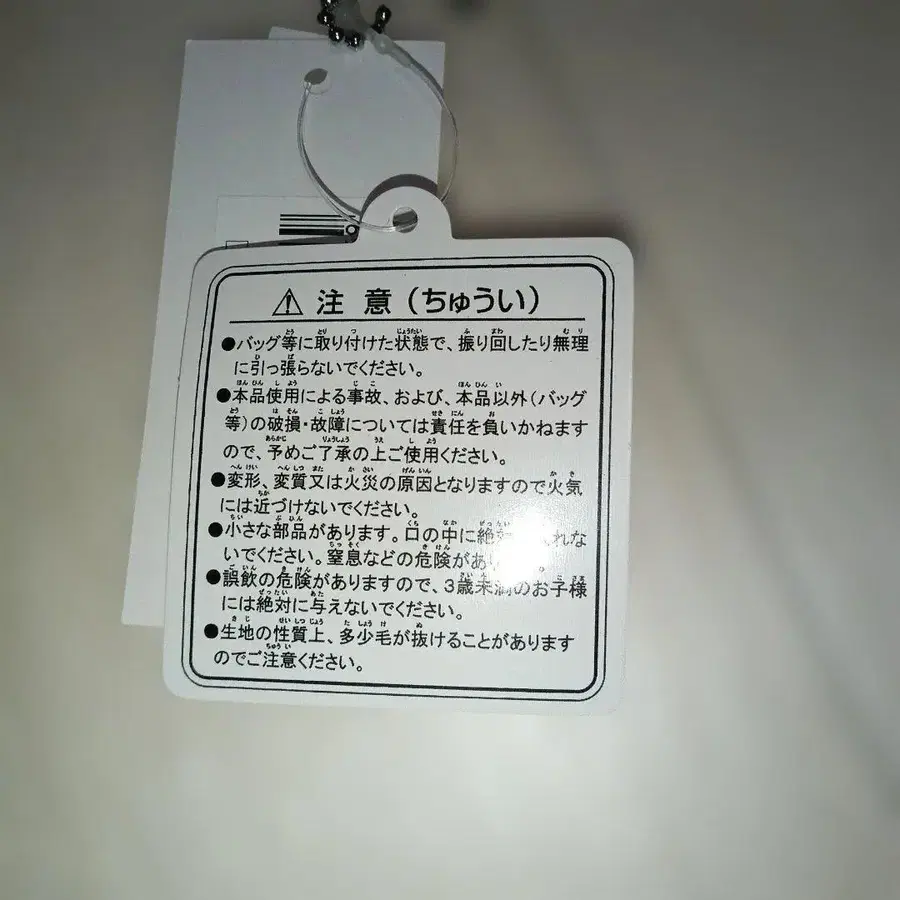 ⚠ 注意(ちゅうい)
●バッグ等に取り付けた状態で、振り回したり無理
に引っ張らないでください。
●本品使用による事故、および、本品以外(バッグ
等)の破損・故障については責任を負いかねます
ので、予めご了承の上ご使用ください。
●変形、変質又は火災の原因となりますので火気
には近づけないでください。
●小さな部品があります。口の中に絶対 れな
いでください。窒息などの危険があ 。
●誤飲の危険がありますので、3歳未満のお子様
には絶対に与えないでください。
●生地の性質上、多少毛が抜けることがあります
のでご注意ください。